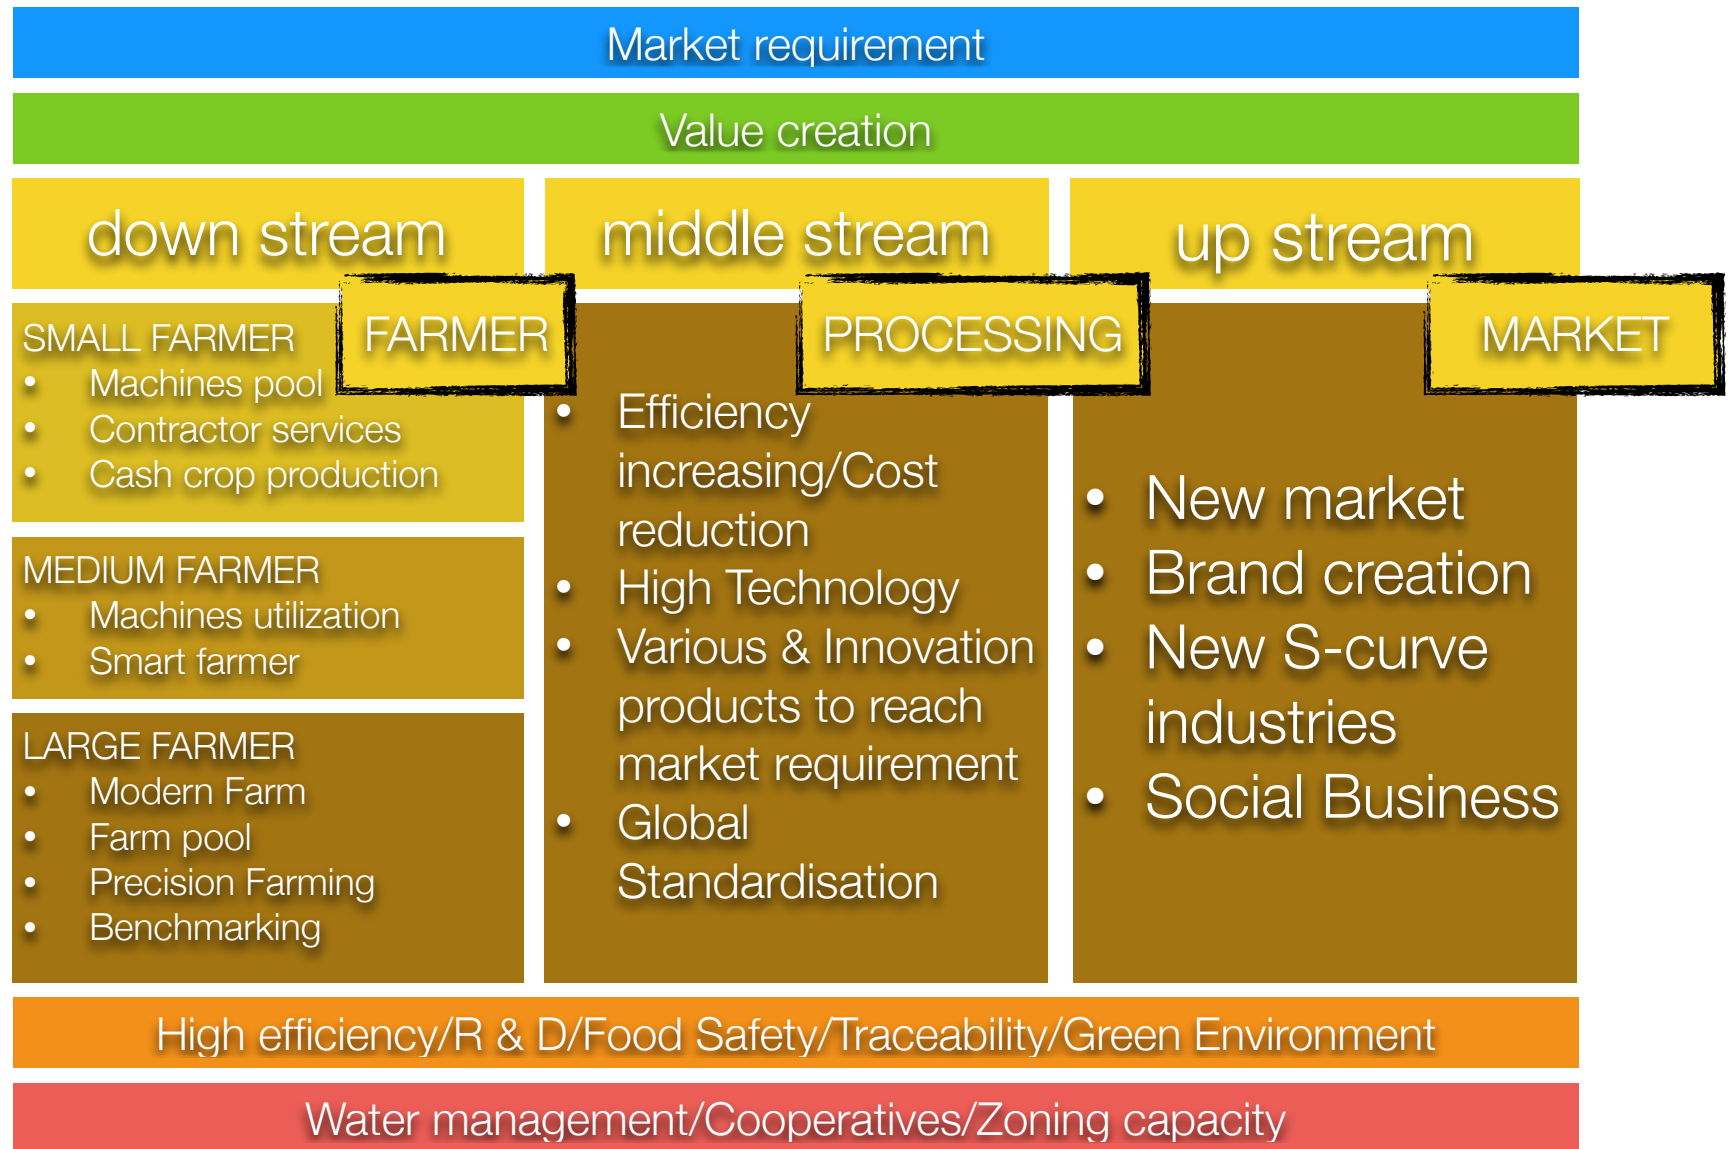 Market requirement
Value creation
down stream
FARMER
SMALL FARMER
• Machines pool
• Contractor services
• Cash crop production
MEDIUM FARMER
• Machines utilization
• Smart farmer
LARGE FARMER
• Modern Farm
• Farm pool
• Precision Farming
• Benchmarking
middle stream
PROCESSING
• Efficiency
increasing/Cost
reduction
• High Technology
• Various & Innovation
products to reach
market requirement
• Global
Standardisation
up stream
MARKET
• New market
• Brand creation
• New S-curve
industries
• Social Business
High efficiency/R & D/Food Safety/Traceability/Green Environment
Water management/Cooperatives/Zoning capacity